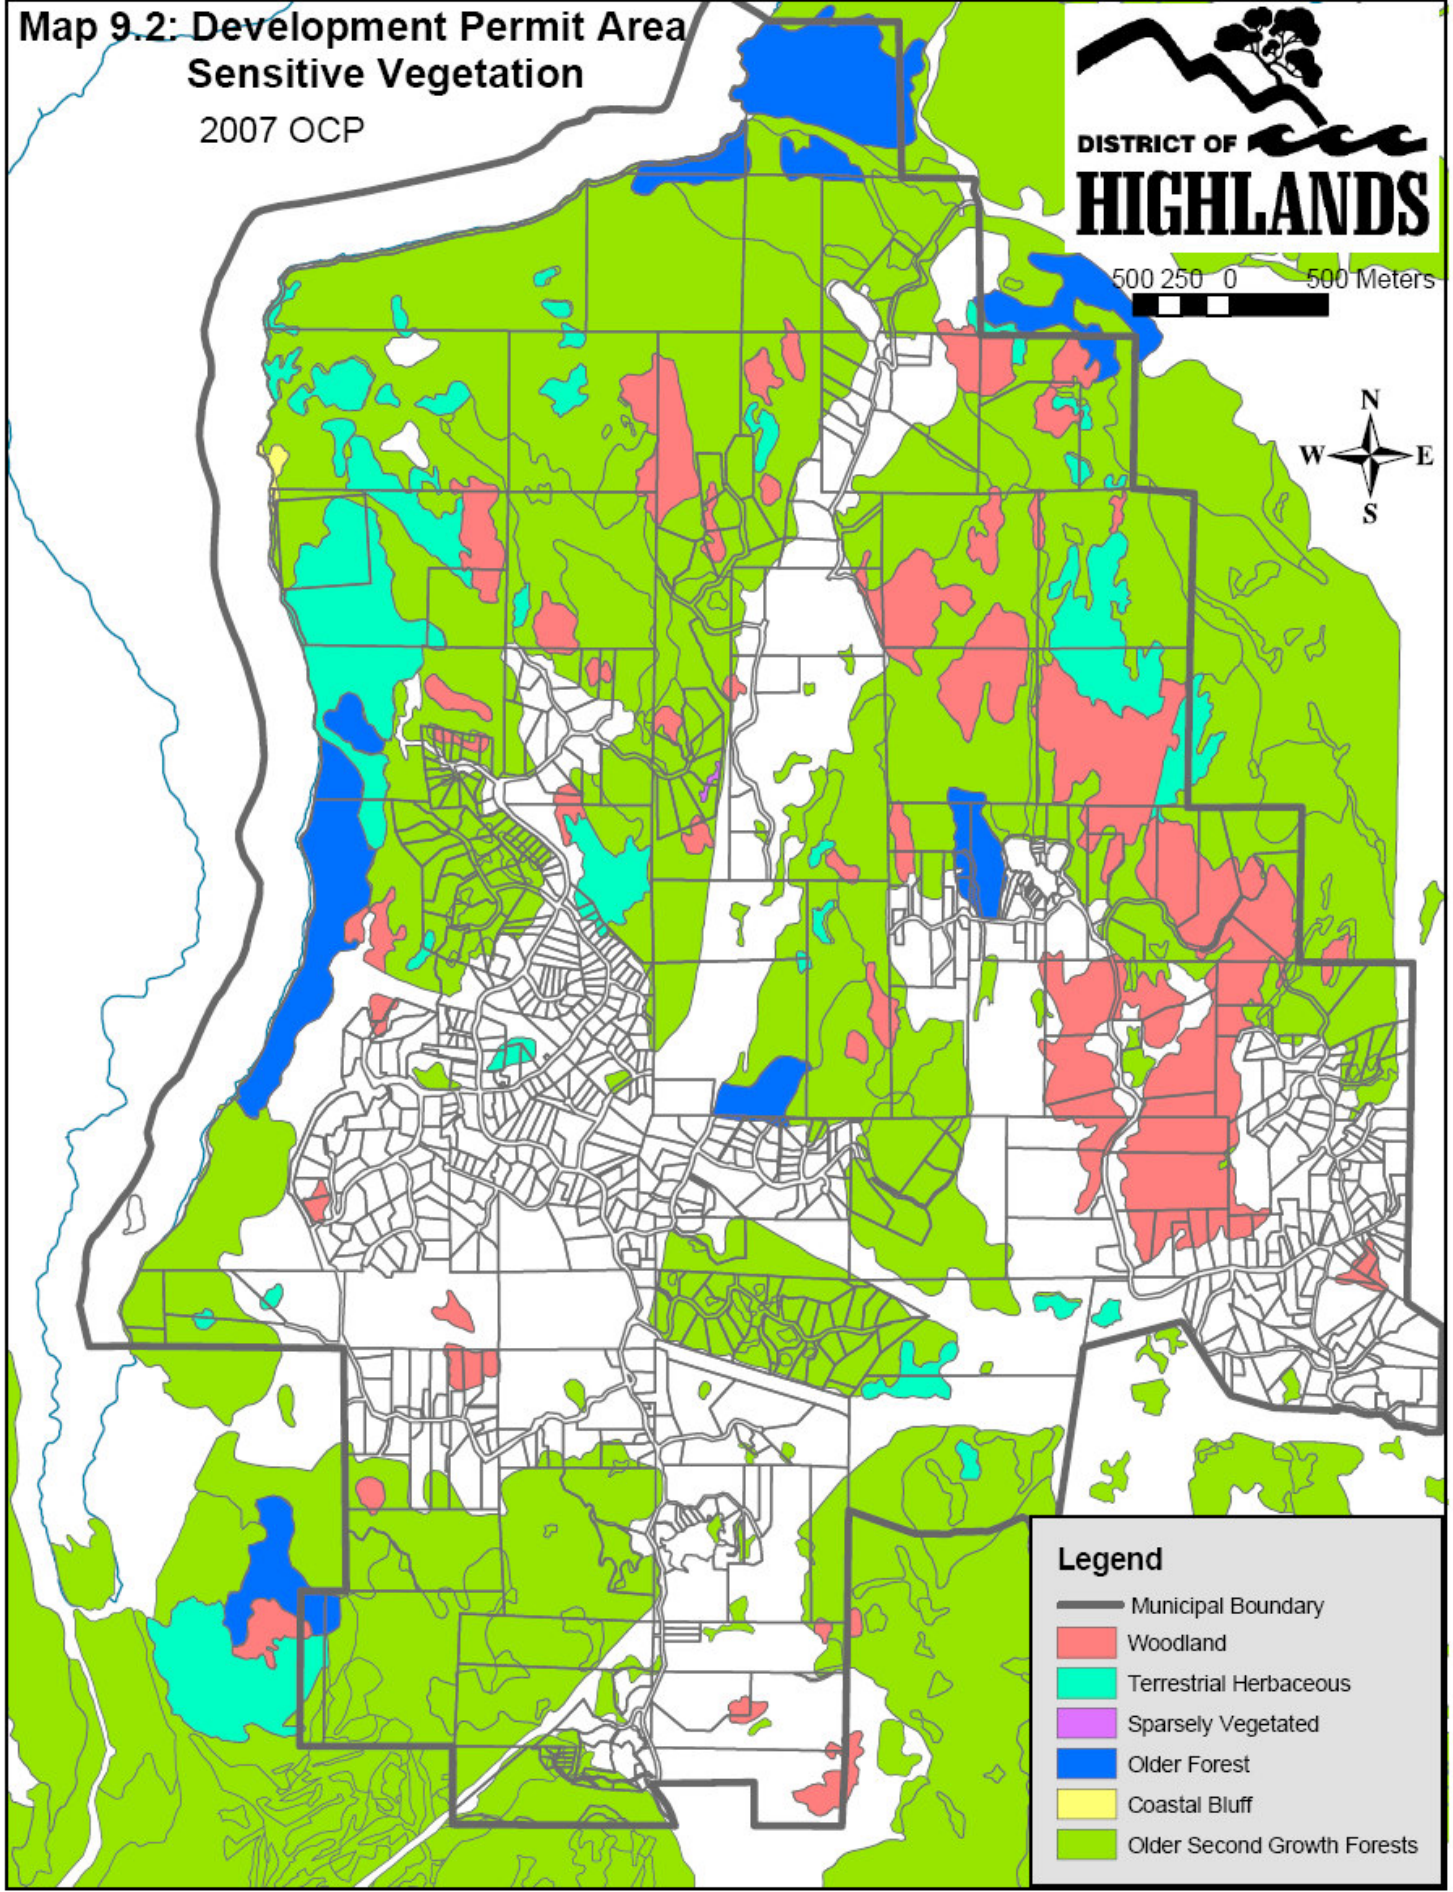 Map 9.2: Development Permit Area
Sensitive Vegetation
2007 OCP
DISTRICT OF
HIGHLANDS
500 250 0 500 Meters
N
W E
S
Legend
Municipal Boundary
Woodland
Terrestrial Herbaceous
Sparsely Vegetated
Older Forest
Coastal Bluff
Older Second Growth Forests